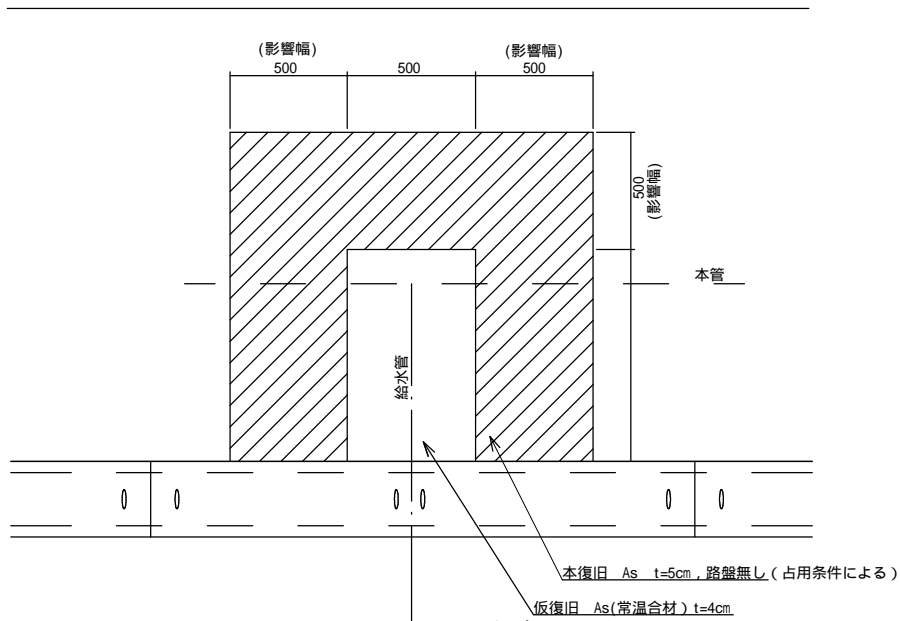 (影響幅)
(影響幅)
500
500
500
500
(影響幅)
本管
給水管
本復旧 As t=5cm，路盤無し（占用条件による）
仮復旧 As(常温合材）t=4cm